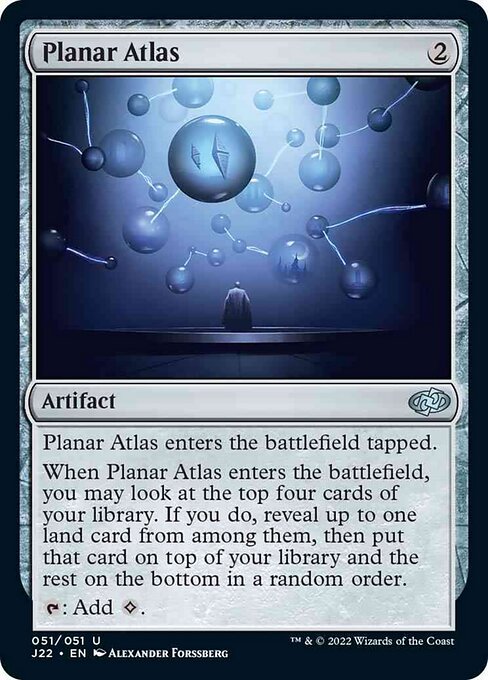 Planar Atlas 2
Artifact
Planar Atlas enters the battlefield tapped.
When Planar Atlas enters the battlefield,
you may look at the top four cards of
your library. If you do, reveal up to one
land card from among them, then put
that card on top of your library and the
rest on the bottom in a random order.
: Add .
051/051 U
J22 • EN Alexander Forssberg
™ & © 2022 Wizards of the Coast